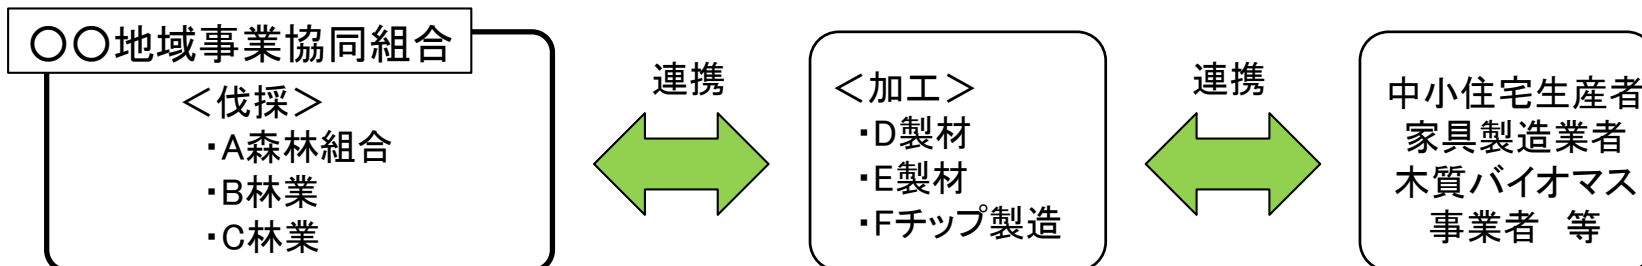 〇〇地域事業協同組合
＜伐採＞
・A森林組合
・B林業
・C林業
連携
＜加工＞
・D製材
・E製材
・Fチップ製造
連携
中小住宅生産者
家具製造業者
木質バイオマス
事業者　等